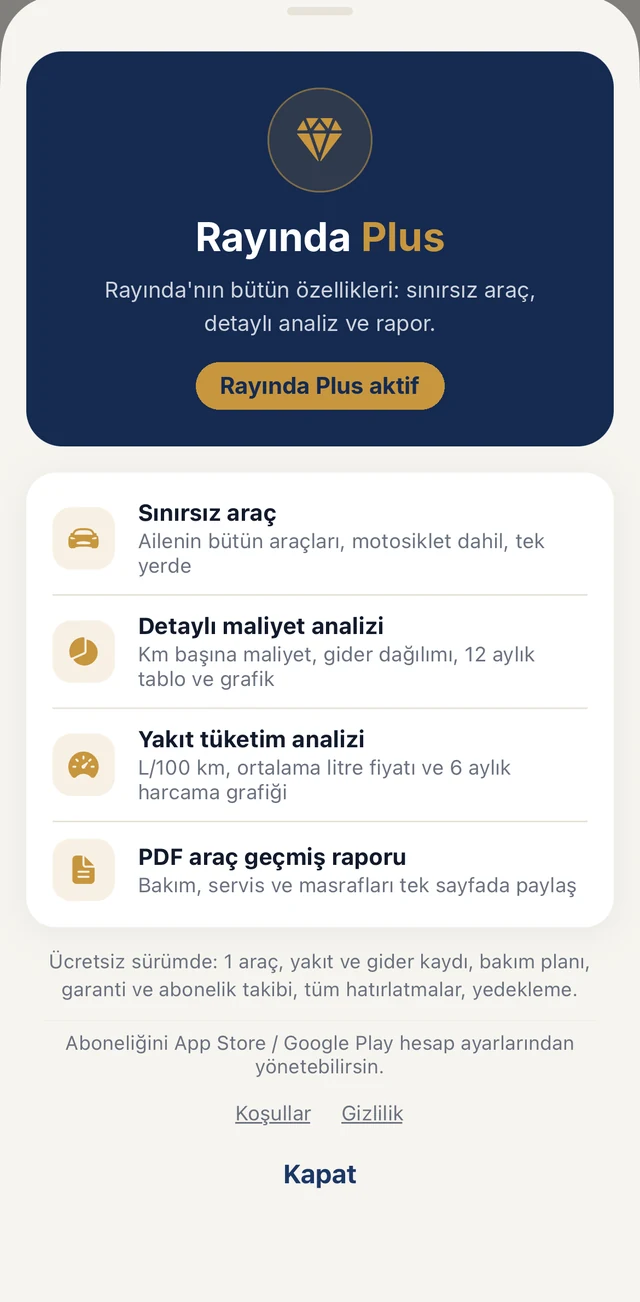 Rayında Plus
Rayında'nın bütün özellikleri: sınırsız araç,
detaylı analiz ve rapor.
Rayında Plus aktif
Sınırsız araç
Ailenin bütün araçları, motosiklet dahil, tek
yerde
Detaylı maliyet analizi
Km başına maliyet, gider dağılımı, 12 aylık
tablo ve grafik
Yakıt tüketim analizi
L/100 km, ortalama litre fiyatı ve 6 aylık
harcama grafiği
PDF araç geçmiş raporu
Bakım, servis ve masrafları tek sayfada paylaş
Ücretsiz sürümde: 1 araç, yakıt ve gider kaydı, bakım planı,
garanti ve abonelik takibi, tüm hatırlatmalar, yedekleme.
Aboneliğini App Store / Google Play hesap ayarlarından
yönetebilirsin.
Koşullar Gizlilik
Kapat